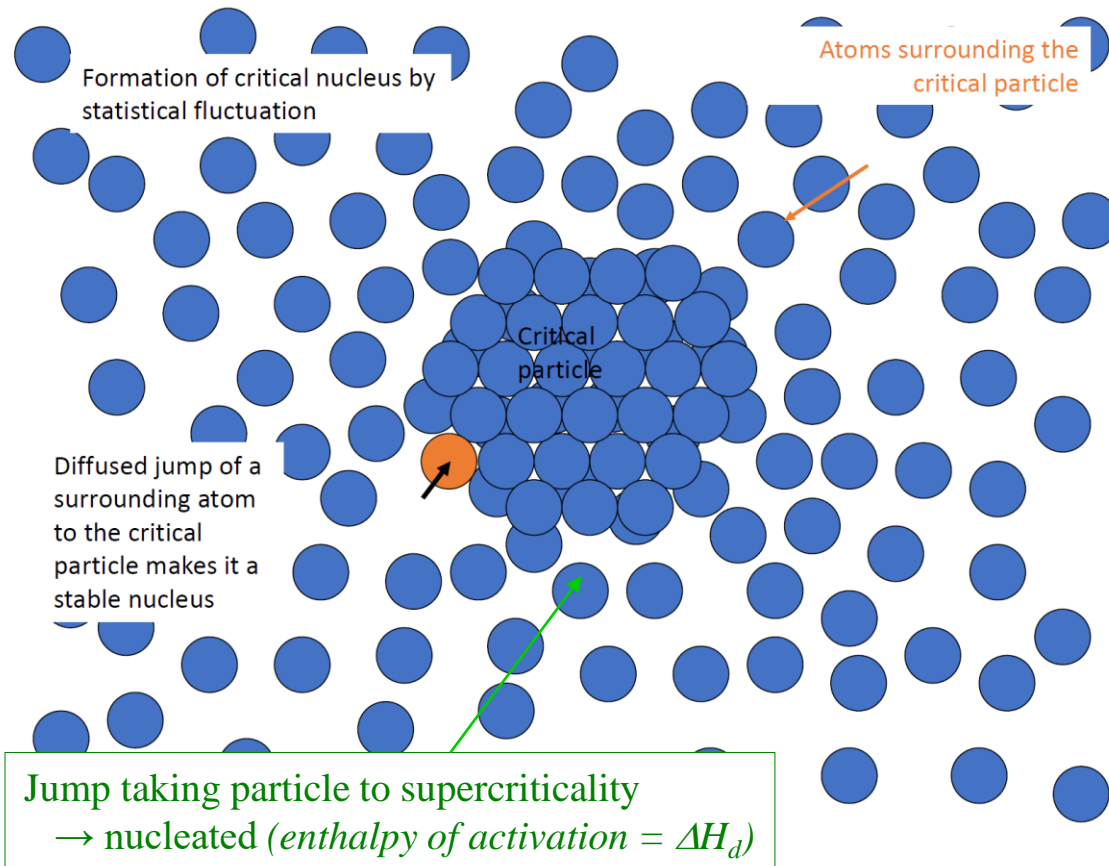 Formation of critical nucleus by
statistical fluctuation
Atoms surrounding the
critical particle
Critical
particle
Diffused jump of a
surrounding atom
to the critical
particle makes it a
stable nucleus
Jump taking particle to supercriticality
→ nucleated (enthalpy of activation = ΔH_d)